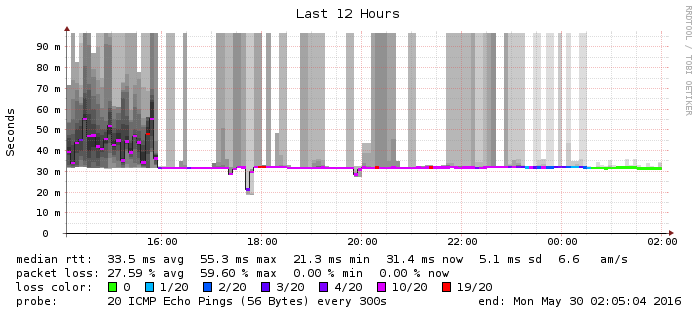 Last 12 Hours
RRDTOOL / TOBI OETIKER
Seconds
90 m
80 m
70 m
60 m
50 m
40 m
30 m
20 m
10 m
0
16:00 18:00 20:00 22:00 00:00 02:00
median rtt: 33.5 ms avg 55.3 ms max 21.3 ms min 31.4 ms now 5.1 ms sd 6.6 am/s
packet loss: 27.59 % avg 59.60 % max 0.00 % min 0.00 % now
loss color: 0 1/20 2/20 3/20 4/20 10/20 19/20
probe: 20 ICMP Echo Pings (56 Bytes) every 300s end: Mon May 30 02:05:04 2016